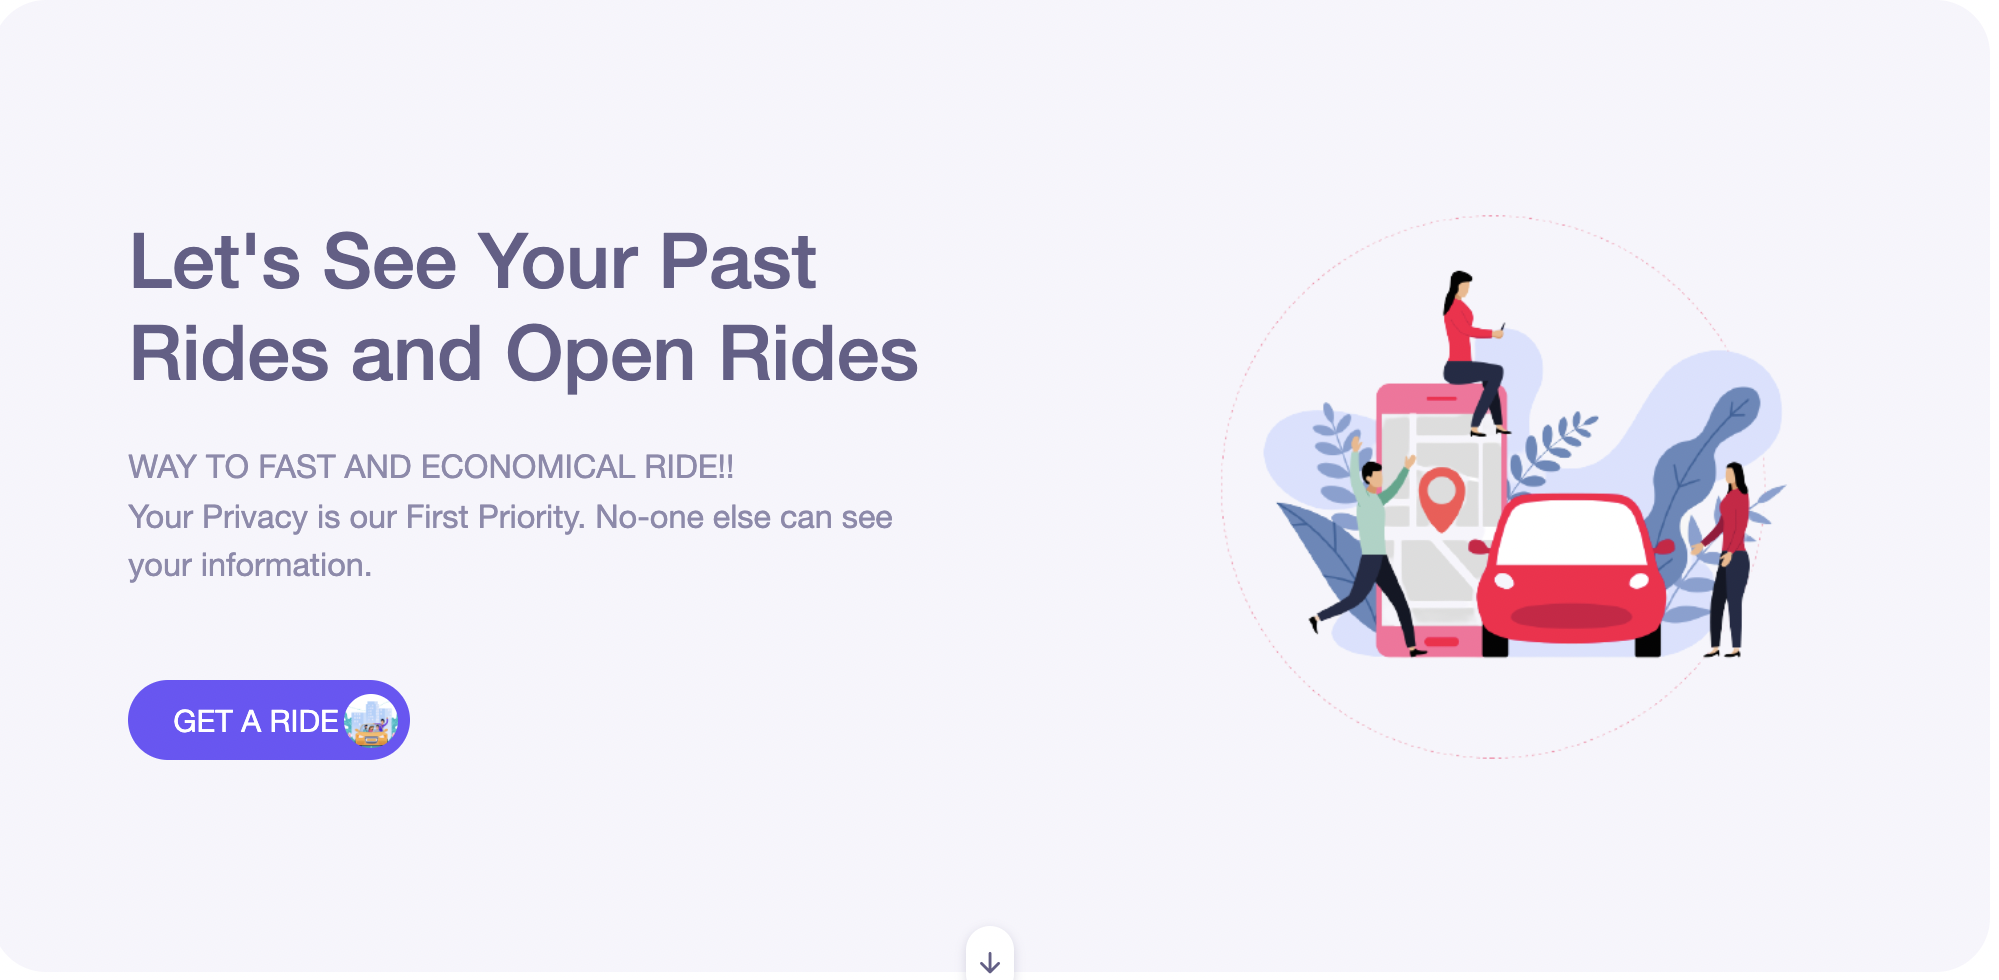 Let's See Your Past
Rides and Open Rides
WAY TO FAST AND ECONOMICAL RIDE!!
Your Privacy is our First Priority. No-one else can see
your information.
GET A RIDE